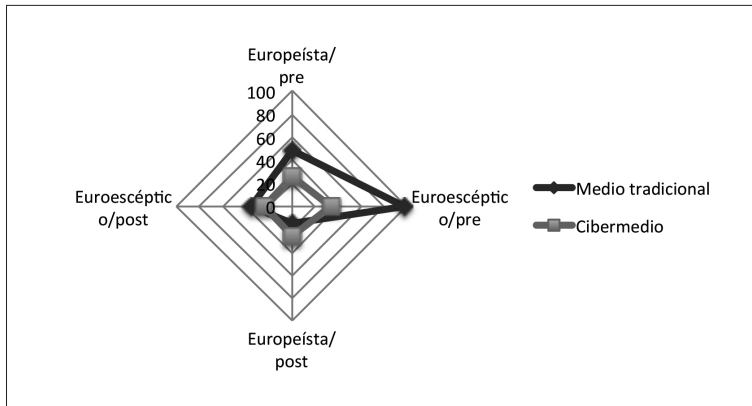 Europeísta/
pre
100
80
60
40
20
0
Euroescéptic
o/post
Euroescéptic
o/pre
Europeísta/
post
Medio tradicional
Cibermedio